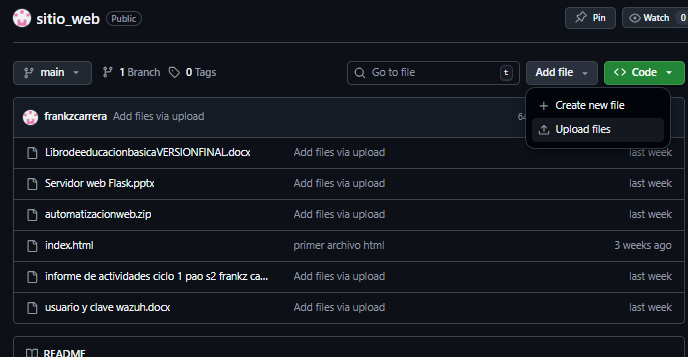 sitio_web Public Pin Watch 0
main 1 Branch 0 Tags Go to file t Add file Code
Create new file
Upload files
frankzcarrera Add files via upload
LibrodeeducacionbasicaVERSIONFINAL.docx Add files via upload last week
Servidor web Flask.pptx Add files via upload last week
automatizacionweb.zip Add files via upload last week
index.html primer archivo html 3 weeks ago
informe de actividades ciclo 1 pao s2 frankz ca... Add files via upload last week
usuario y clave wazuh.docx Add files via upload last week
README